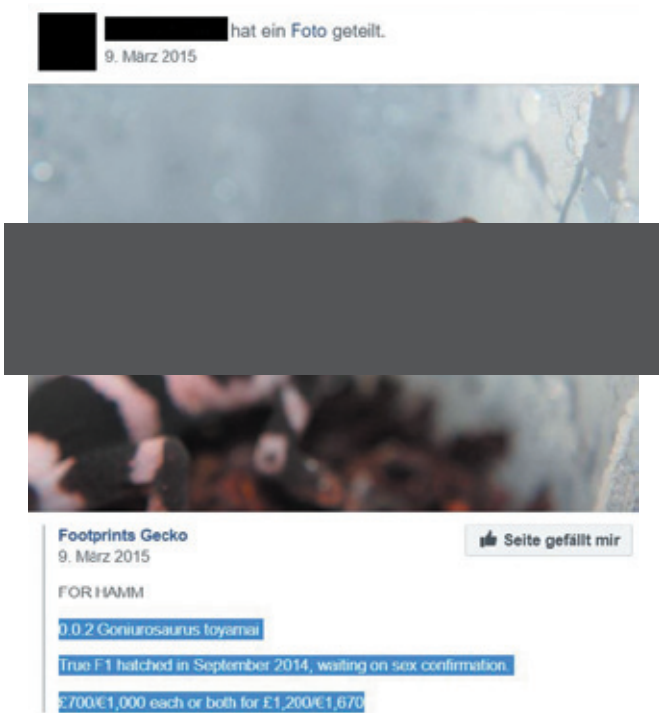 hat ein Foto geteilt.
9. März 2015
Footprints Gecko
9. März 2015
Seite gefällt mir
FOR HAMM
0.0.2 Goniurosaurus toyamai
True F1 hatched in September 2014, waiting on sex confirmation.
£700/€1,000 each or both for £1,200/€1,670